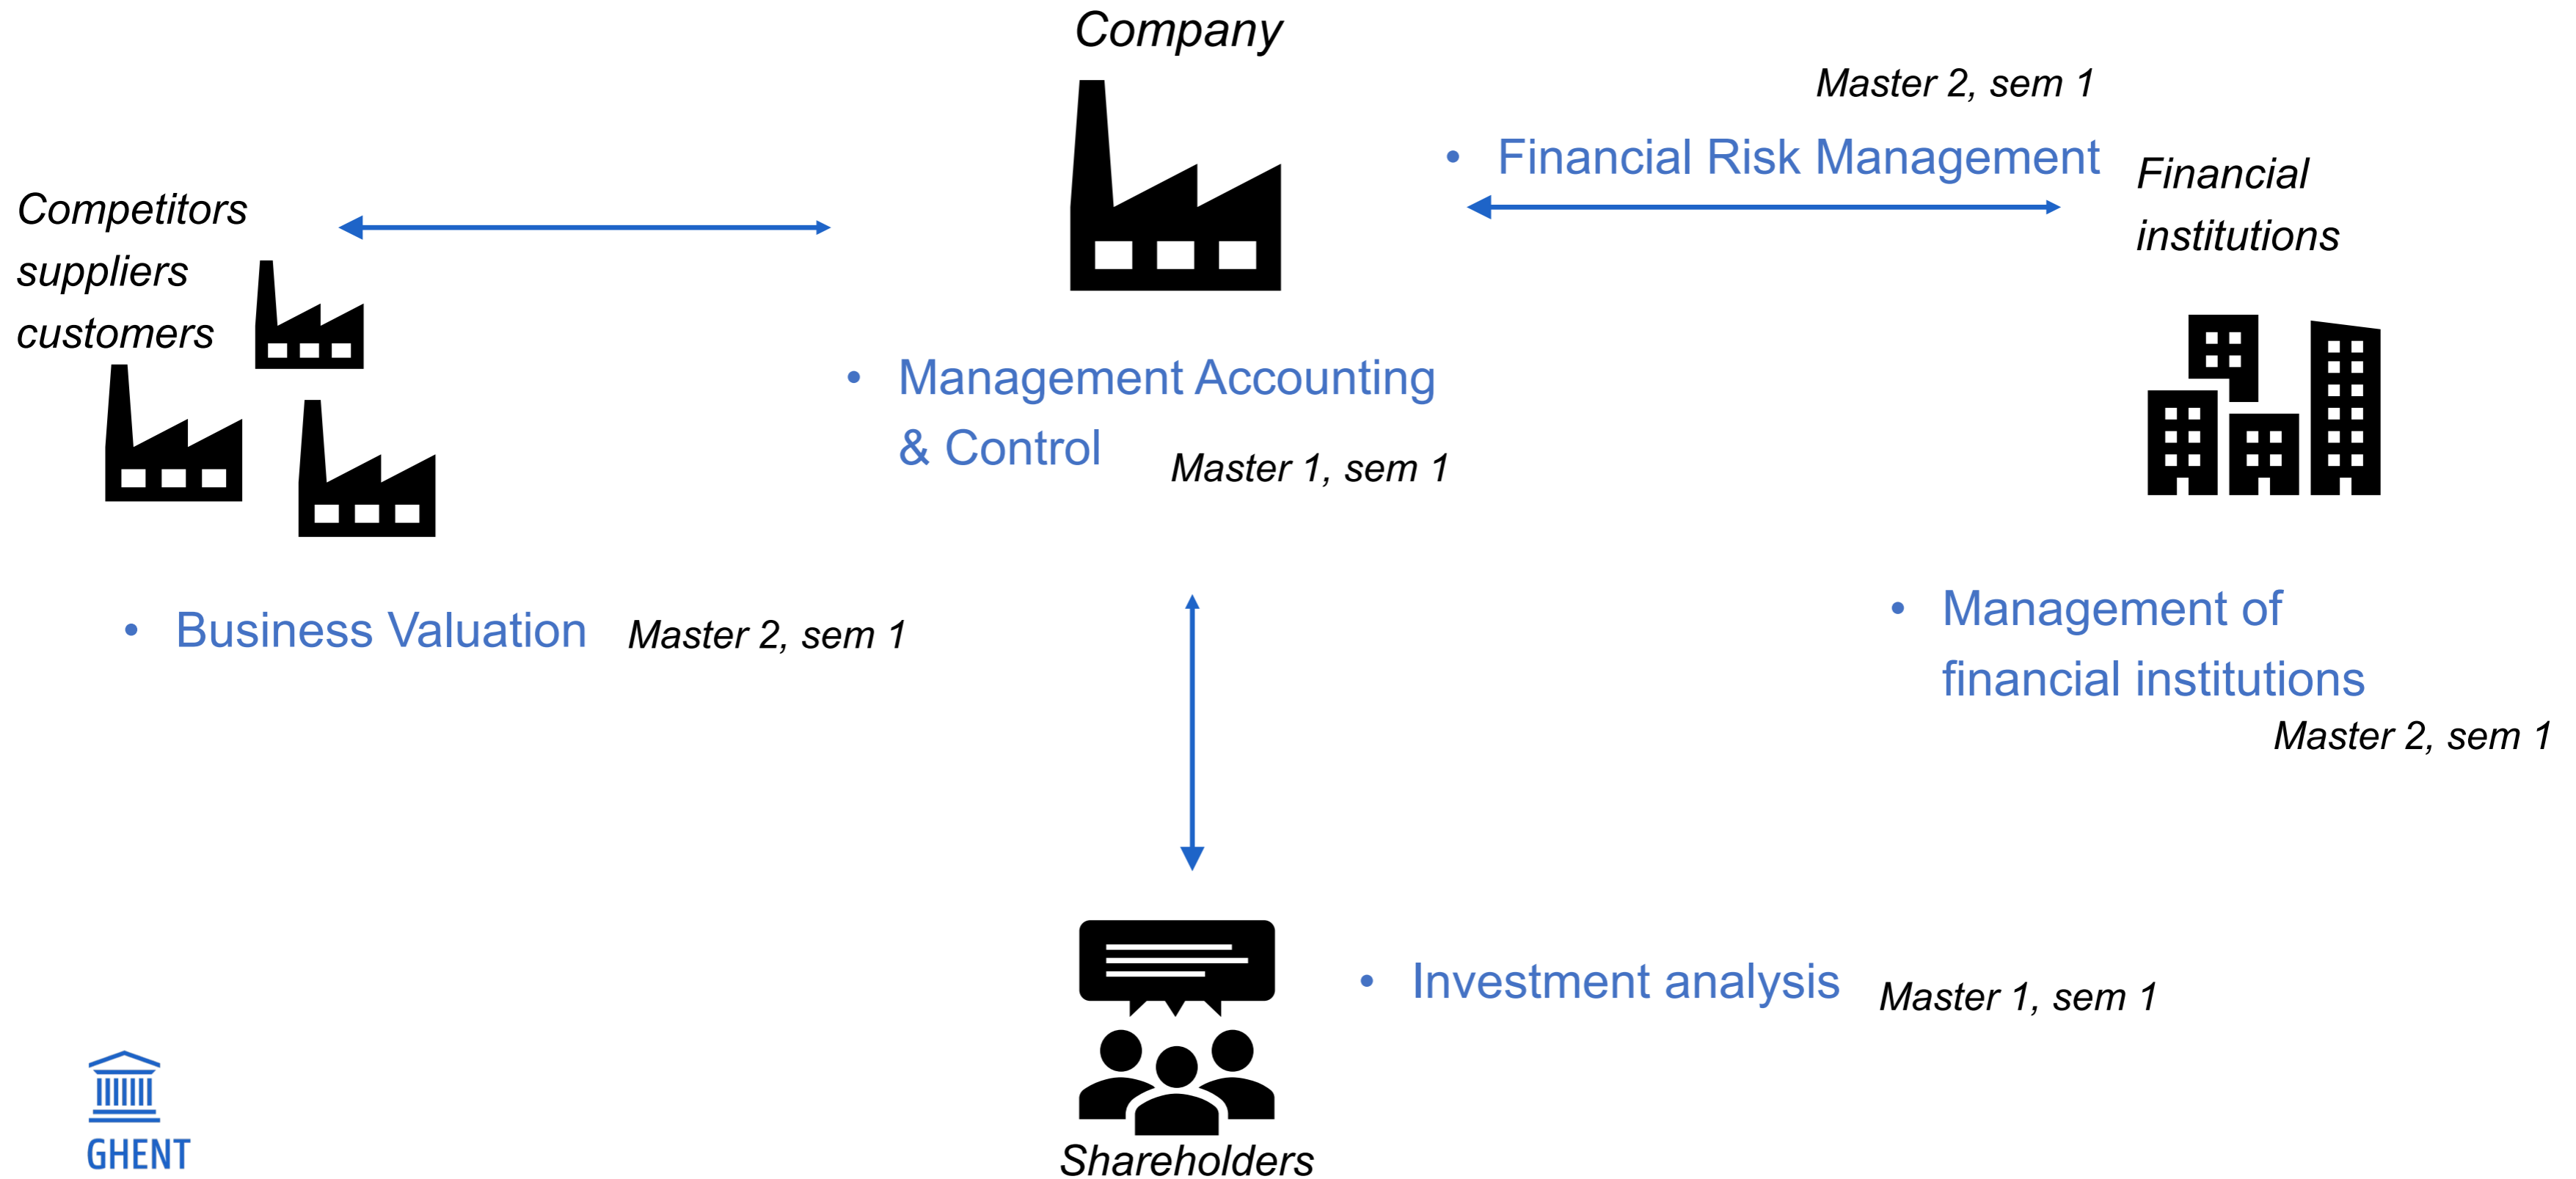 Company
Master 2, sem 1
• Financial Risk Management
Financial
institutions
Competitors
suppliers
customers
• Management Accounting
& Control
Master 1, sem 1
• Business Valuation
Master 2, sem 1
• Management of
financial institutions
Master 2, sem 1
• Investment analysis
Master 1, sem 1
Shareholders
GHENT